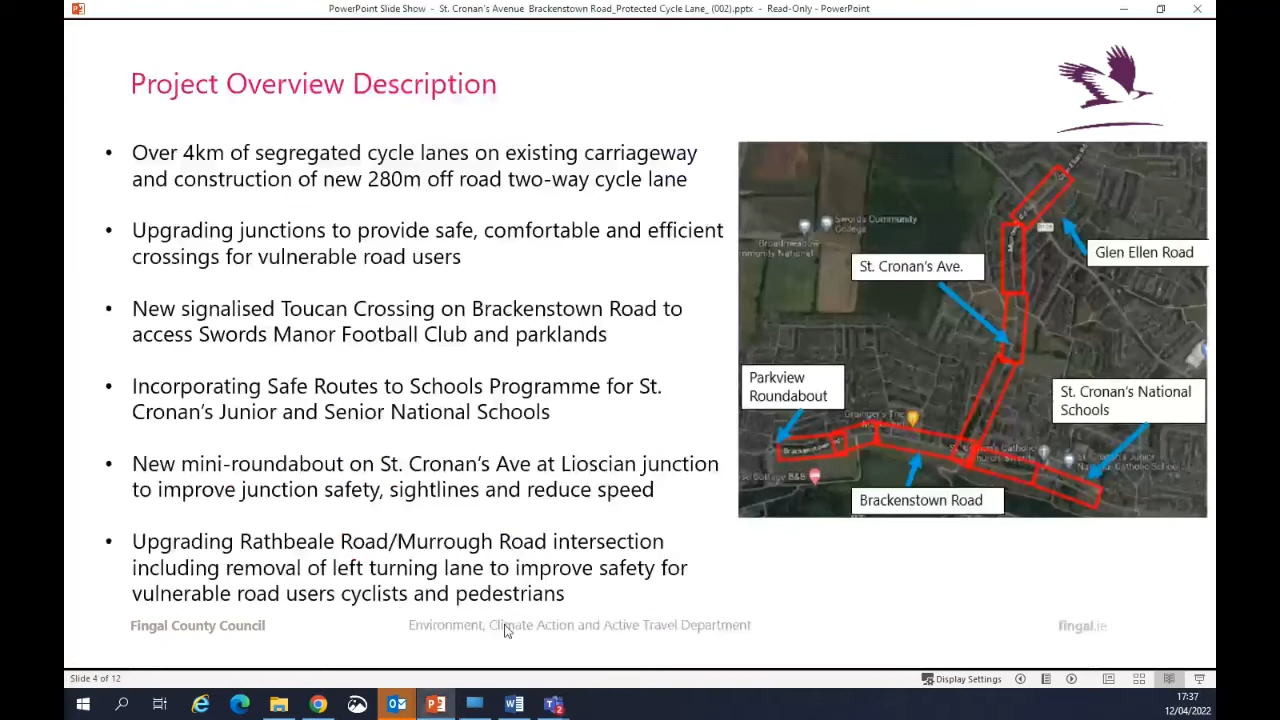 PowerPoint Slide Show - St. Cronan's Avenue Brackenstown Road_Protected Cycle Lane_ (002).pptx - Read-Only - PowerPoint
Project Overview Description
• Over 4km of segregated cycle lanes on existing carriageway
and construction of new 280m off road two-way cycle lane
• Upgrading junctions to provide safe, comfortable and efficient
crossings for vulnerable road users
• New signalised Toucan Crossing on Brackenstown Road to
access Swords Manor Football Club and parklands
• Incorporating Safe Routes to Schools Programme for St.
Cronan's Junior and Senior National Schools
• New mini-roundabout on St. Cronan's Ave at Lioscian junction
to improve junction safety, sightlines and reduce speed
• Upgrading Rathbeale Road/Murrough Road intersection
including removal of left turning lane to improve safety for
vulnerable road users cyclists and pedestrians
Swords Community
College
Glen Ellen Road
St. Cronan's Ave.
Parkview
Roundabout
St. Cronan's National
Schools
Brackenstown Road
Fingal County Council
Environment, Climate Action and Active Travel Department
fingal.ie
Slide 4 of 12
Display Settings
17:37
12/04/2022